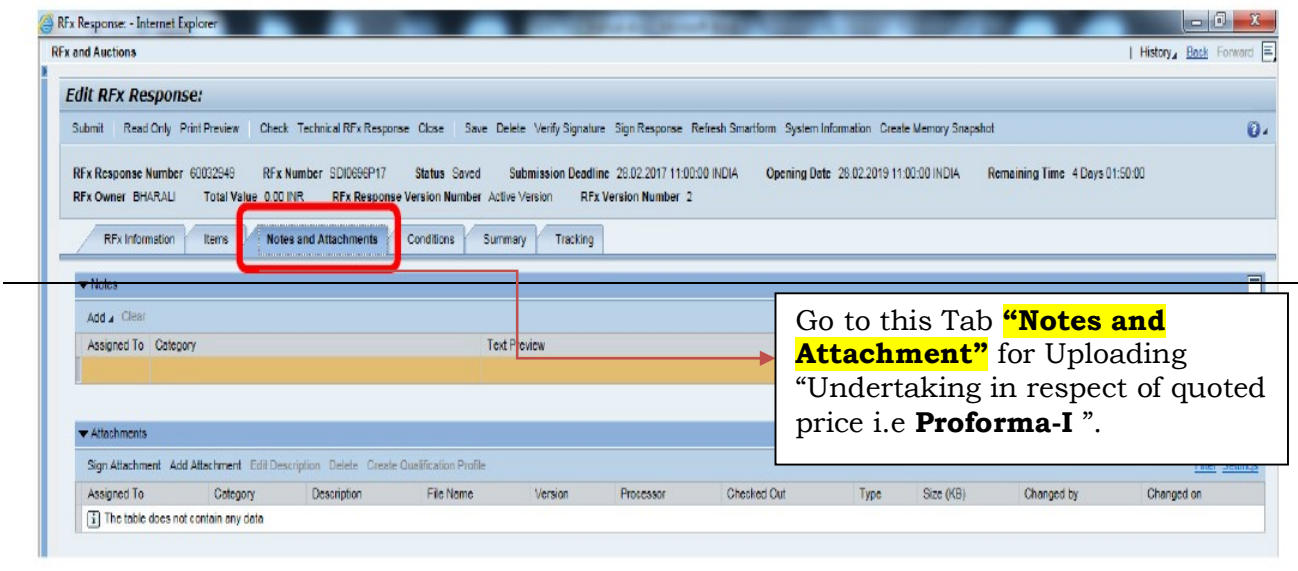 RFx Response: - Internet Explorer
RFx and Auctions
History Back Forward
Edit RFx Response:
Submit Read Only Print Preview Check Technical RFx Response Close Save Delete Verify Signature Sign Response Refresh Smartform System Information Create Memory Snapshot
RFx Response Number 60032949 RFx Number SDI0696P17 Status Saved Submission Deadline 28.02.2017 11:00:00 INDIA Opening Date 28.02.2019 11:00:00 INDIA Remaining Time 4 Days 01:50:00
RFx Owner BHARALI Total Value 0.00 INR RFx Response Version Number Active Version RFx Version Number 2
RFx Information Items Notes and Attachments Conditions Summary Tracking
Notes
Add Clear
Assigned To Category Text Preview
Go to this Tab “Notes and
Attachment” for Uploading
“Undertaking in respect of quoted
price i.e Proforma-I ”.
Attachments
Sign Attachment Add Attachment Edit Description Delete Create Qualification Profile
Filter Settings
Assigned To Category Description File Name Version Processor Checked Out Type Size (KB) Changed by Changed on
The table does not contain any data